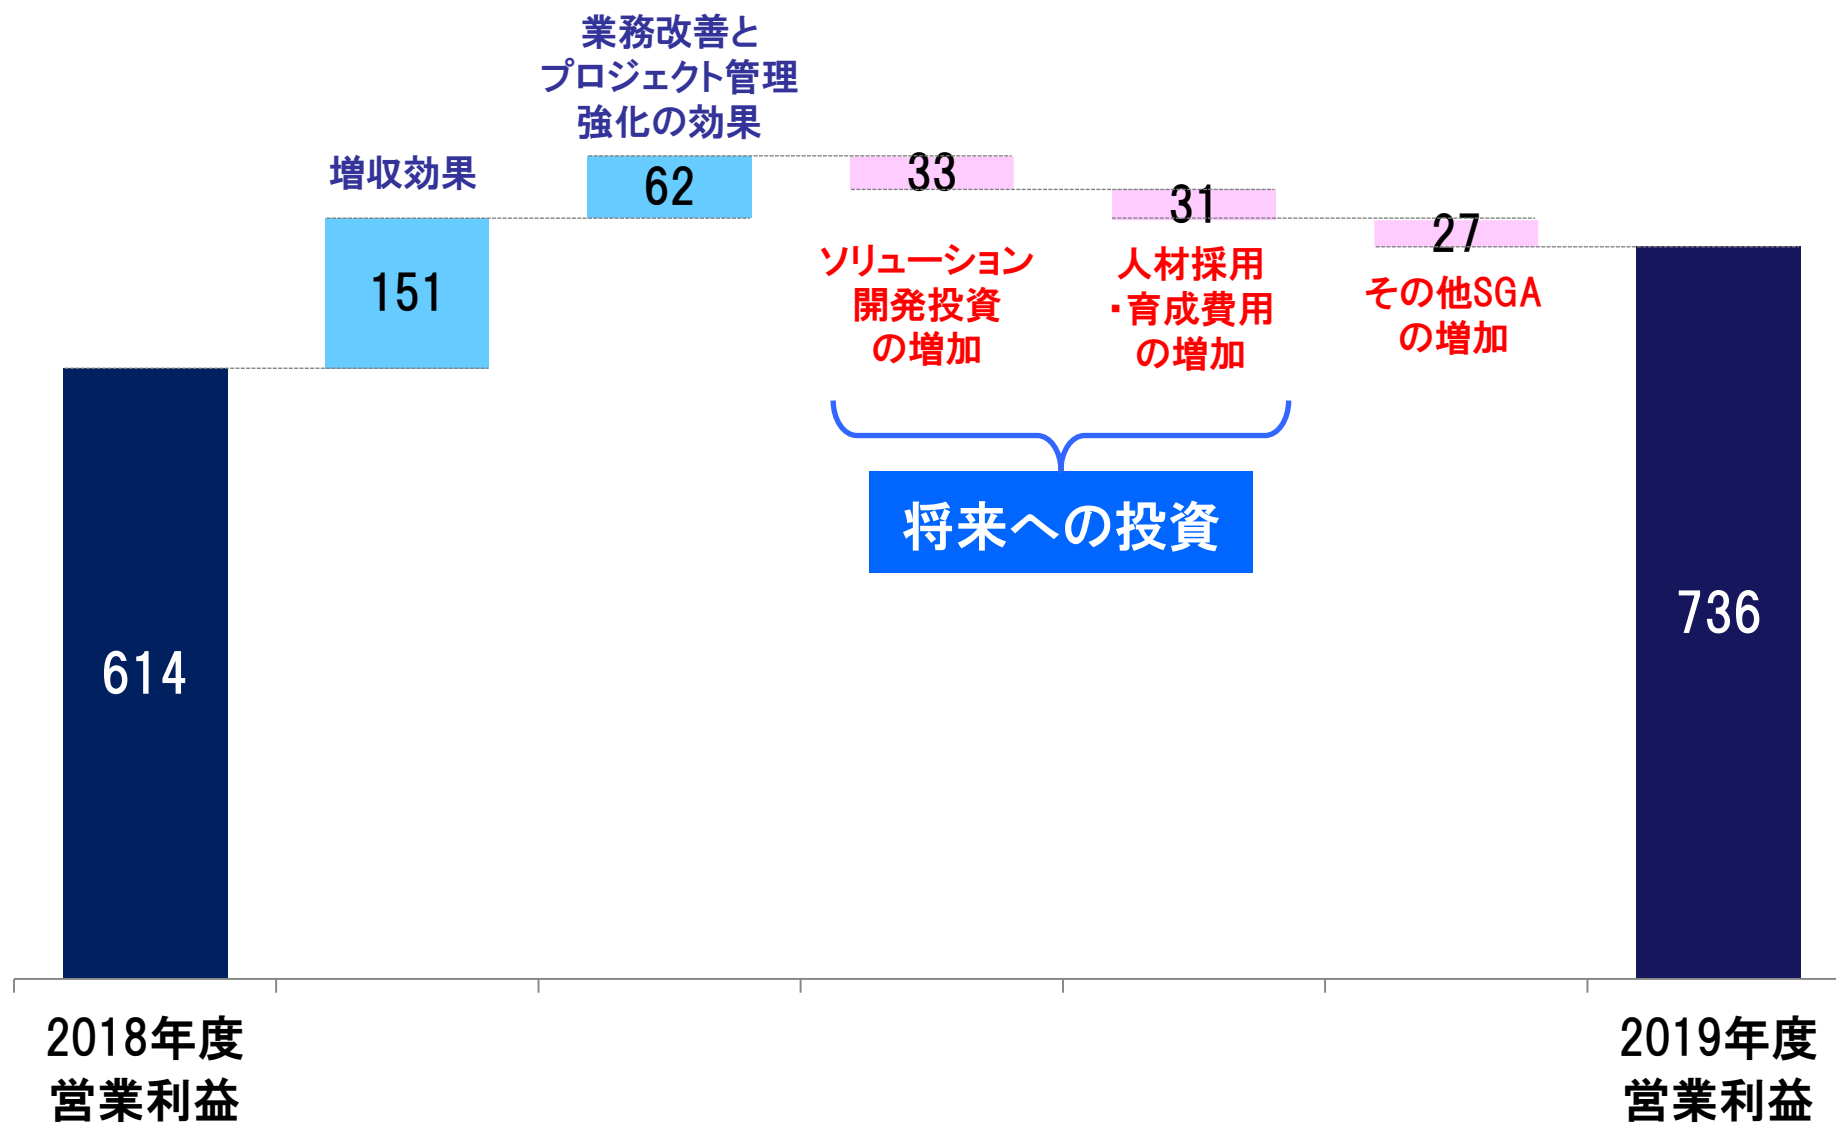 業務改善と
プロジェクト管理
強化の効果
増収効果
62
33
31
27
151
ソリューション
開発投資
の増加
人材採用
・育成費用
の増加
その他SGA
の増加
将来への投資
614
736
2018年度
営業利益
2019年度
営業利益